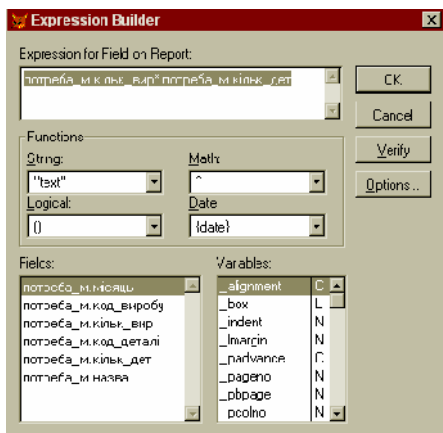 Expression Builder
Expression for Field on Report:
потреба_м.кільк_вир*потреба_м.кільк_дет
OK
Cancel
Verify
Options...
Functions
String:
Math:
"text"
^
Logical:
Date
()
{date}
Fields:
Variables:
потреба_м.місяць
потреба_м.код_виробу
потреба_м.кільк_вир
потреба_м.код_деталі
потреба_м.кільк_дет
потреба_м.назва
_alignment C
_box L
_indent N
_lmargin N
_padvance C
_pageno N
_pbpage N
_pcolno N